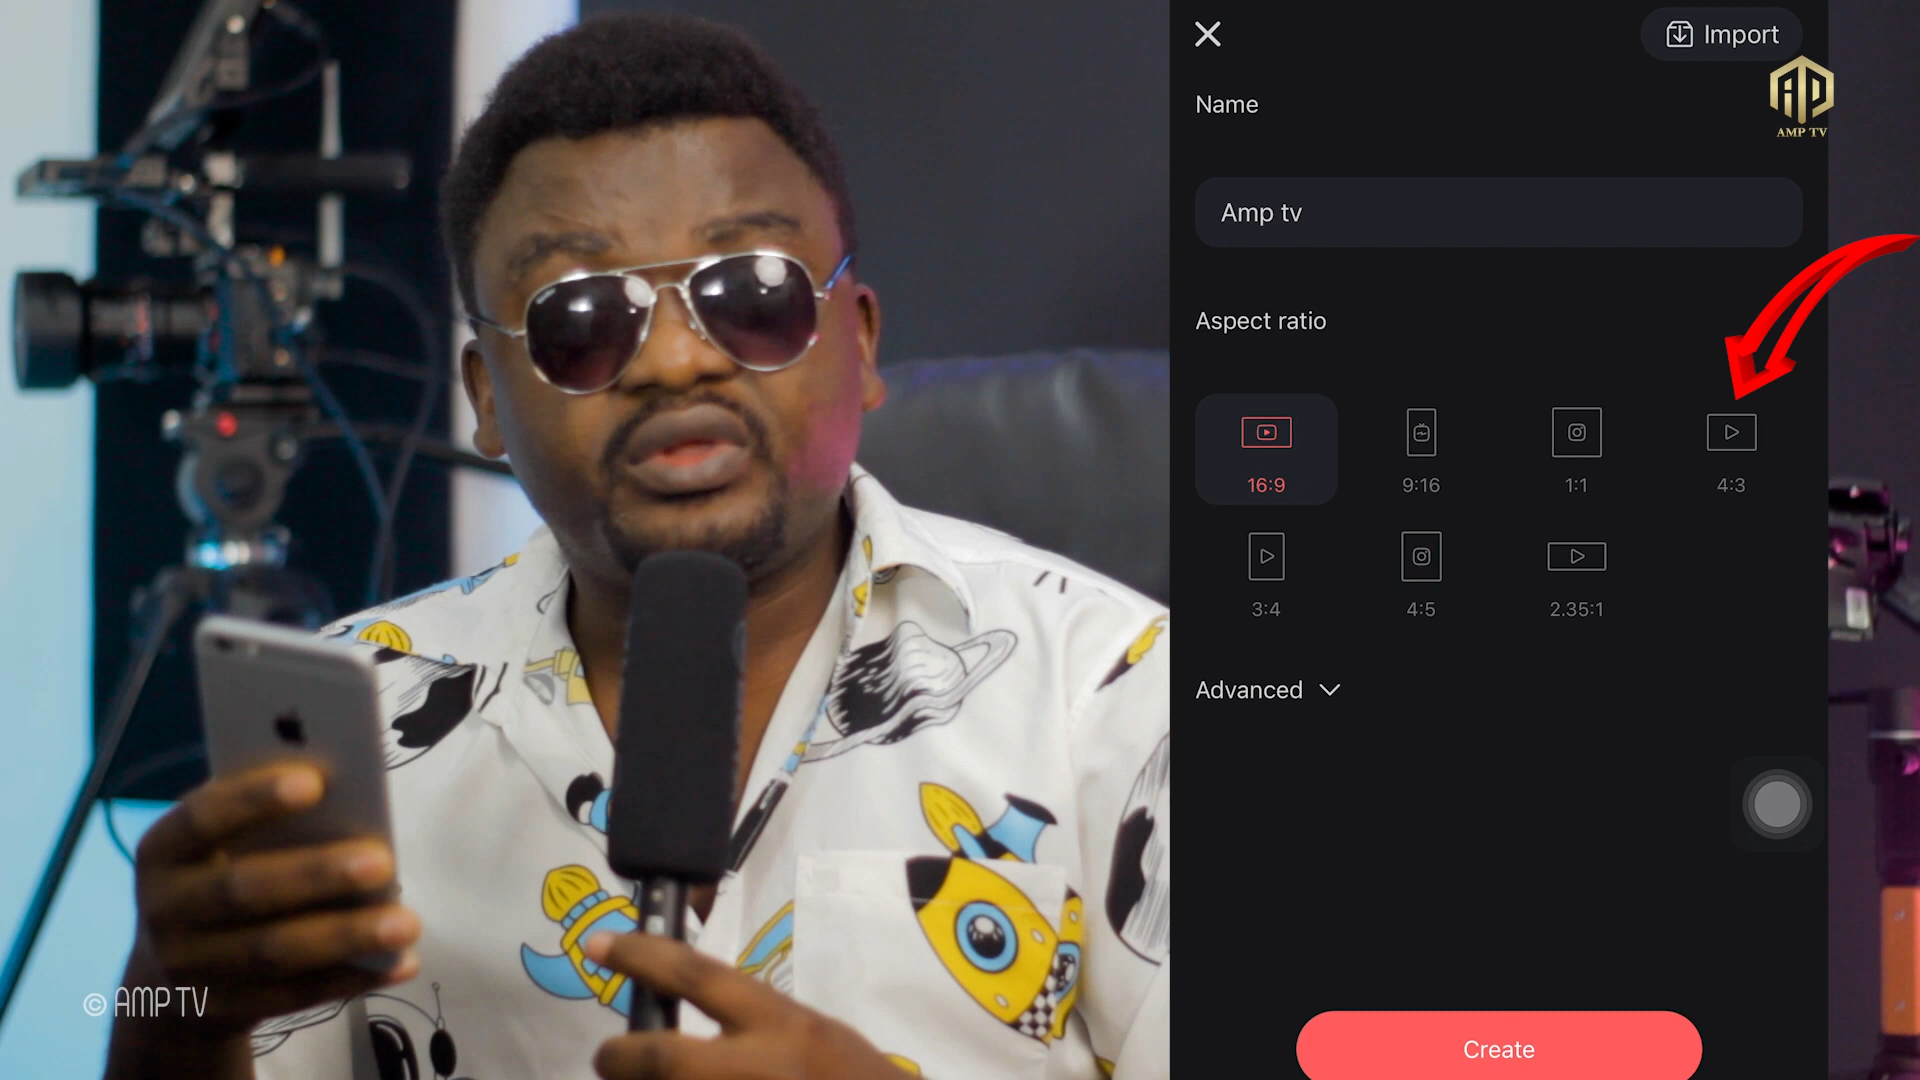 Import
AMP TV
Name
Amp tv
Aspect ratio
16:9
9:16
1:1
4:3
3:4
4:5
2.35:1
Advanced
Create
© AMP TV